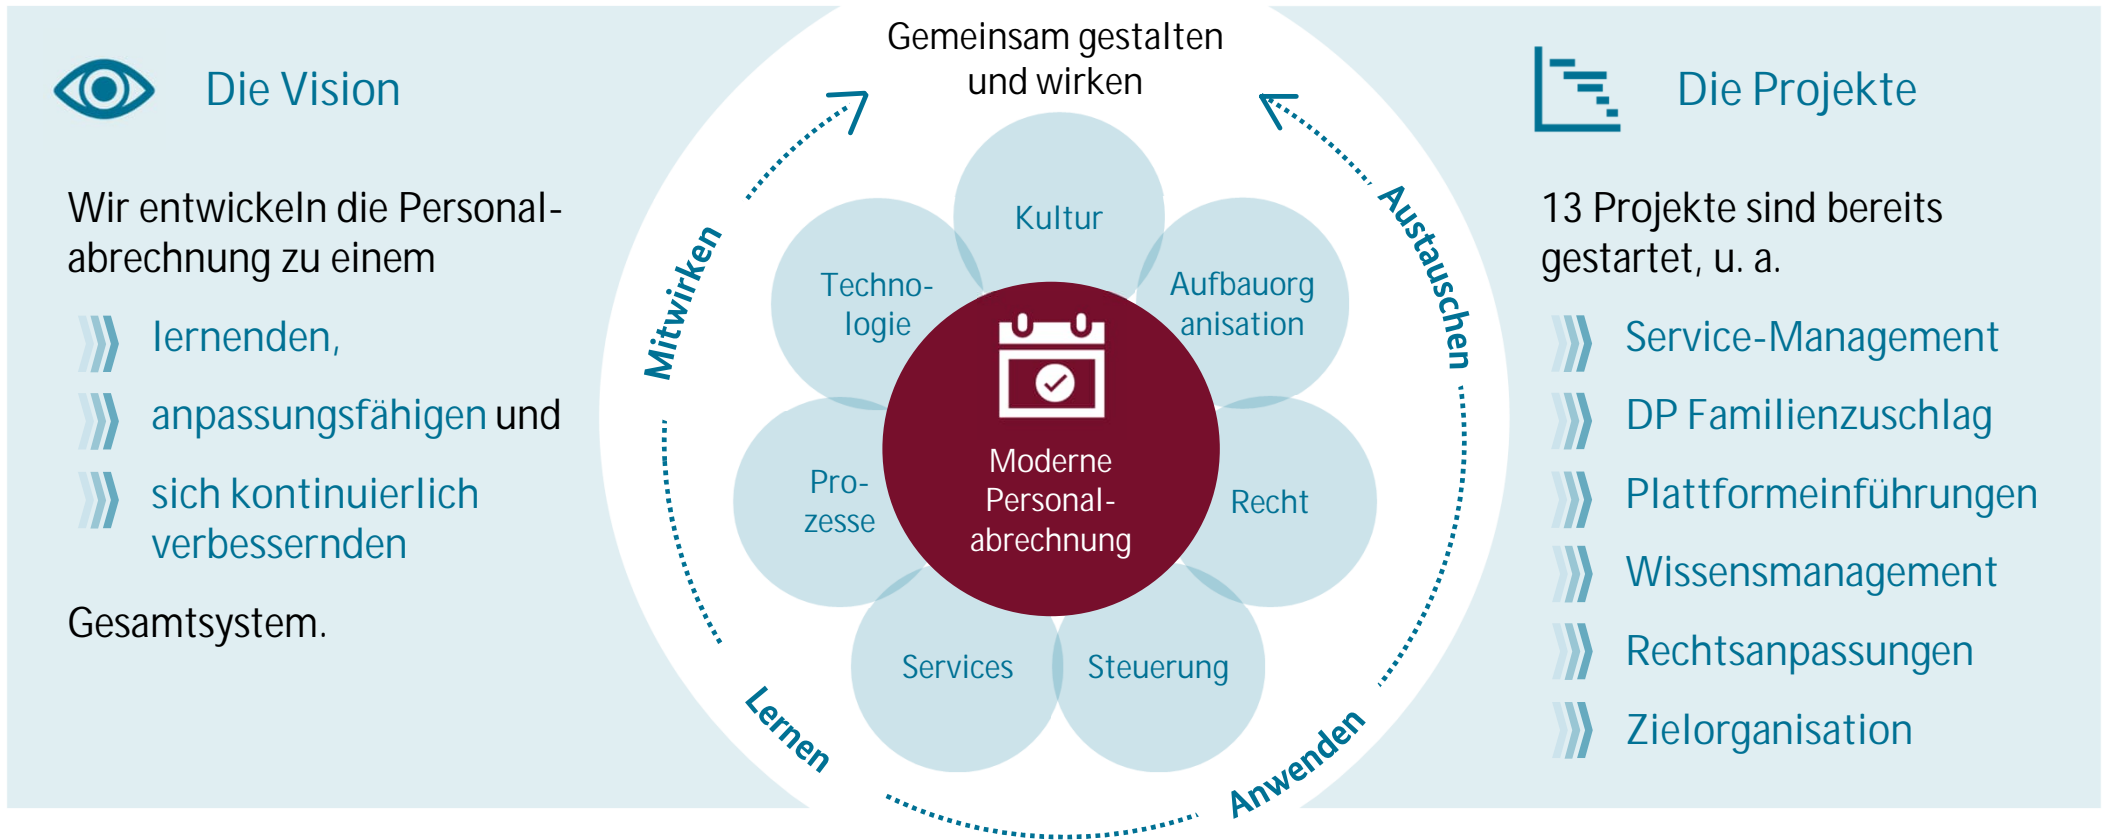 Die Vision
Wir entwickeln die Personal-
abrechnung zu einem
lernenden,
anpassungsfähigen und
sich kontinuierlich
verbessernden
Gesamtsystem.
Gemeinsam gestalten
und wirken
Mitwirken
Austauschen
Lernen
Anwenden
Kultur
Techno-
logie
Aufbauorg
anisation
Pro-
zesse
Recht
Services
Steuerung
Moderne
Personal-
abrechnung
Die Projekte
13 Projekte sind bereits
gestartet, u. a.
Service-Management
DP Familienzuschlag
Plattformeinführungen
Wissensmanagement
Rechtsanpassungen
Zielorganisation